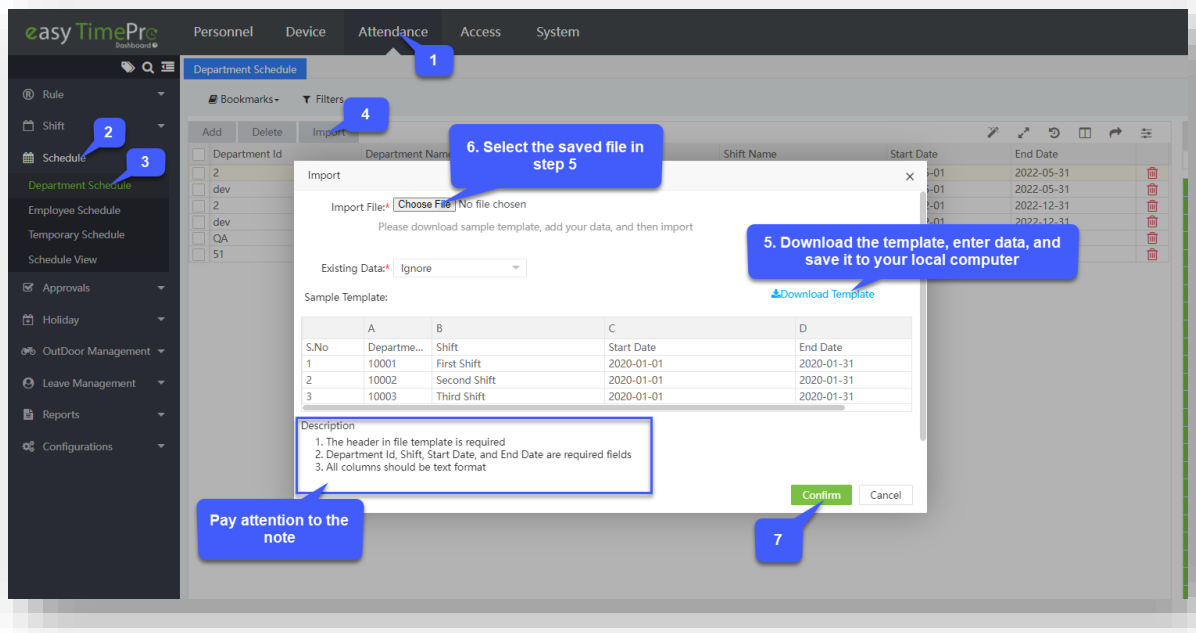 easy TimePro
Dashboard
Personnel Device Attendance Access System
1
Department Schedule
® Rule
Bookmarks Filters
4
Shift
2
Add Delete Import
6. Select the saved file in
step 5
Schedule
3
Department Id Department Name Shift Name Start Date End Date
2 -01 2022-05-31
dev -01 2022-05-31
2 -01 2022-12-31
dev -01 2022-12-31
QA
51
Department Schedule
Employee Schedule
Temporary Schedule
Schedule View
Approvals
Holiday
OutDoor Management
Leave Management
Reports
Configurations
Import
Import File:* Choose File No file chosen
Please download sample template, add your data, and then import
5. Download the template, enter data, and
save it to your local computer
Existing Data:* Ignore
Sample Template:
Download Template
A B C D
S.No Departme... Shift Start Date End Date
1 10001 First Shift 2020-01-01 2020-01-31
2 10002 Second Shift 2020-01-01 2020-01-31
3 10003 Third Shift 2020-01-01 2020-01-31
Description
1. The header in file template is required
2. Department Id, Shift, Start Date, and End Date are required fields
3. All columns should be text format
Confirm Cancel
Pay attention to the
note
7